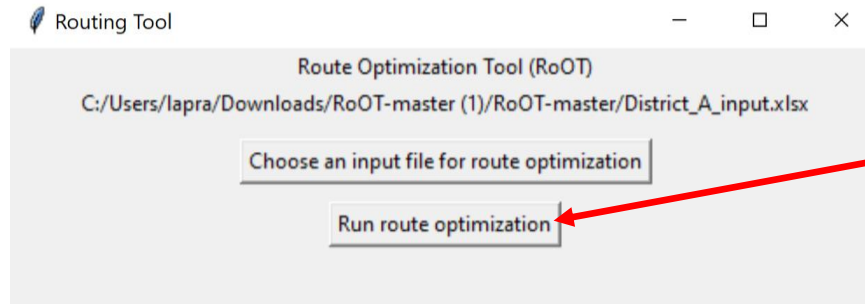 Routing Tool
Route Optimization Tool (RoOT)
C:/Users/lapra/Downloads/RoOT-master (1)/RoOT-master/District_A_input.xlsx
Choose an input file for route optimization
Run route optimization